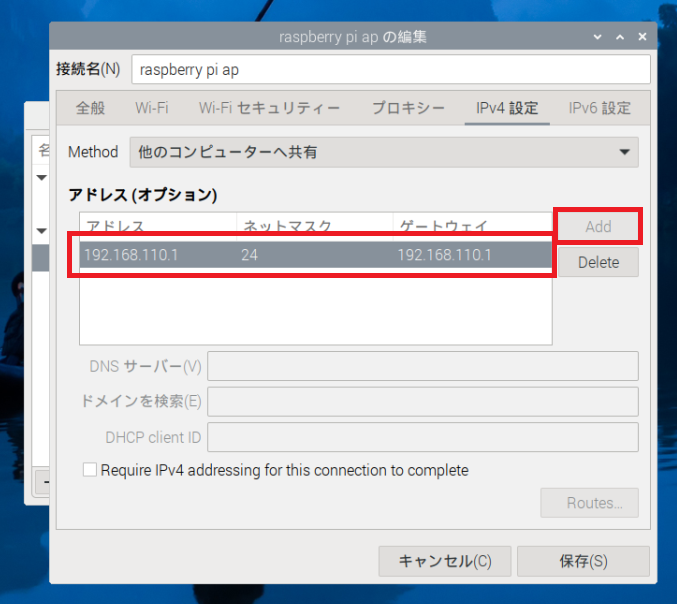 raspberry pi ap の編集
接続名(N) raspberry pi ap
全般 Wi-Fi Wi-Fi セキュリティー プロキシー IPv4 設定 IPv6 設定
名
Method 他のコンピューターへ共有
アドレス (オプション)
アドレス ネットマスク ゲートウェイ Add
192.168.110.1 24 192.168.110.1 Delete
DNS サーバー(V)
ドメインを検索(E)
DHCP client ID
Require IPv4 addressing for this connection to complete
Routes...
キャンセル(C) 保存(S)